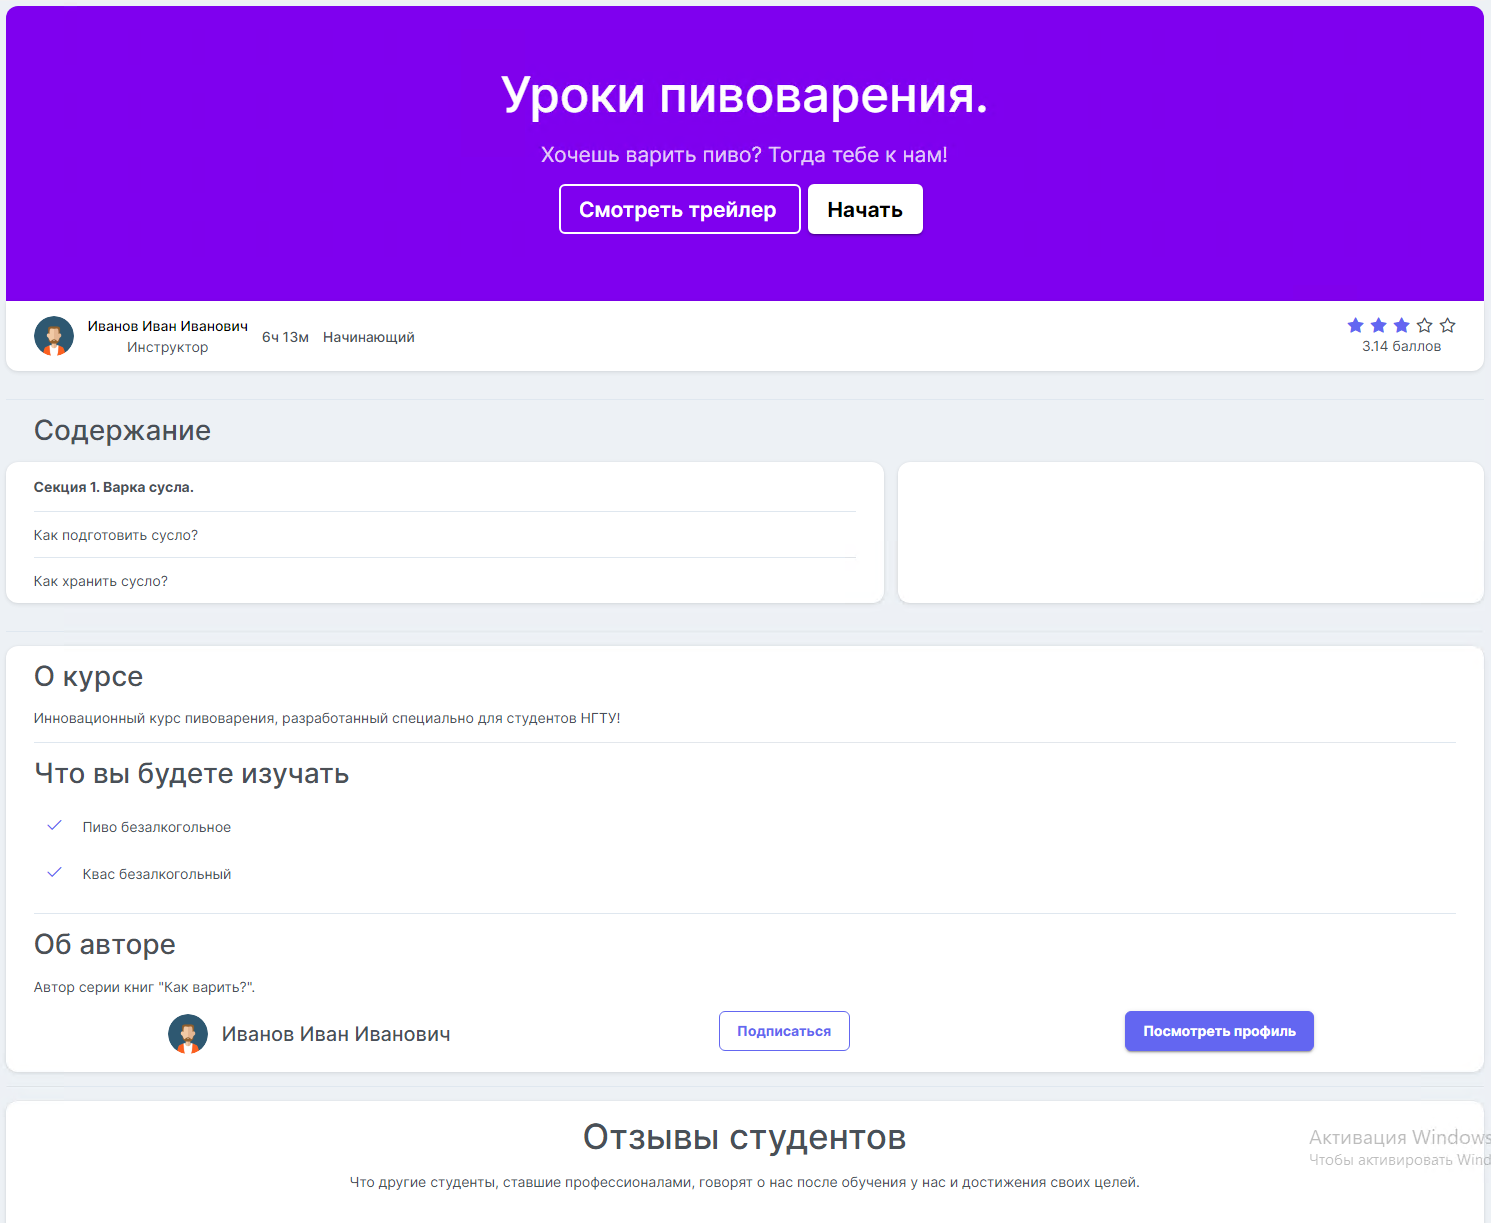 Уроки пивоварения.
Хочешь варить пиво? Тогда тебе к нам!
Смотреть трейлер
Начать
Иванов Иван Иванович
Инструктор
6ч 13м
Начинающий
3.14 баллов
Содержание
Секция 1. Варка сусла.
Как подготовить сусло?
Как хранить сусло?
О курсе
Инновационный курс пивоварения, разработанный специально для студентов НГТУ!
Что вы будете изучать
Пиво безалкогольное
Квас безалкогольный
Об авторе
Автор серии книг "Как варить?".
Иванов Иван Иванович
Подписаться
Посмотреть профиль
Отзывы студентов
Что другие студенты, ставшие профессионалами, говорят о нас после обучения у нас и достижения своих целей.
Активация Windows
Чтобы активировать Wind